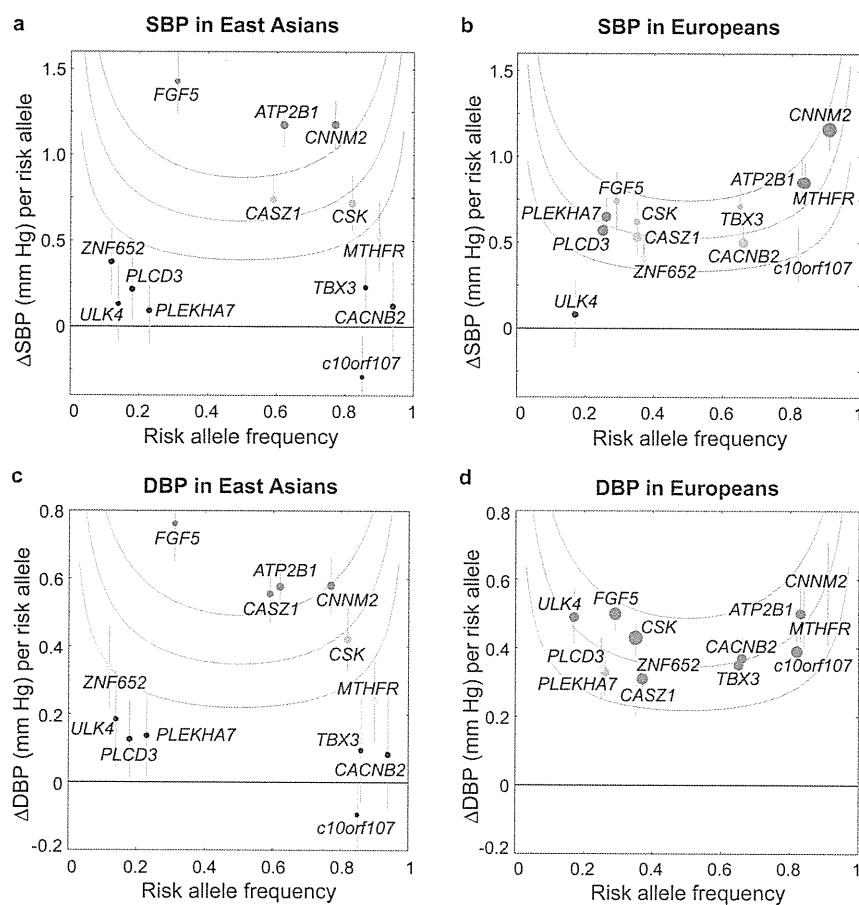 a SBP in East Asians
1.5
1.0
0.5
0
ΔSBP (mm Hg) per risk allele
FGF5
ATP2B1
CNNM2
CASZ1
CSK
MTHFR
ZNF652
PLCD3
ULK4
PLEKHA7
TBX3
CACNB2
c10orf107
0 0.2 0.4 0.6 0.8 1
Risk allele frequency
b SBP in Europeans
1.5
1.0
0.5
0
ΔSBP (mm Hg) per risk allele
CNNM2
ATP2B1
MTHFR
FGF5
PLEKHA7
CSK
TBX3
PLCD3
CASZ1
CACNB2
ZNF652
c10orf107
ULK4
0 0.2 0.4 0.6 0.8 1
Risk allele frequency
c DBP in East Asians
0.8
0.6
0.4
0.2
0
-0.2
ΔDBP (mm Hg) per risk allele
FGF5
ATP2B1
CASZ1
CNNM2
CSK
ZNF652
MTHFR
ULK4
PLEKHA7
PLCD3
TBX3
CACNB2
c10orf107
0 0.2 0.4 0.6 0.8 1
Risk allele frequency
d DBP in Europeans
0.8
0.6
0.4
0.2
0
-0.2
ΔDBP (mm Hg) per risk allele
CNNM2
ULK4
FGF5
ATP2B1
CSK
MTHFR
PLCD3
CACNB2
ZNF652
c10orf107
PLEKHA7
TBX3
CASZ1
0 0.2 0.4 0.6 0.8 1
Risk allele frequency